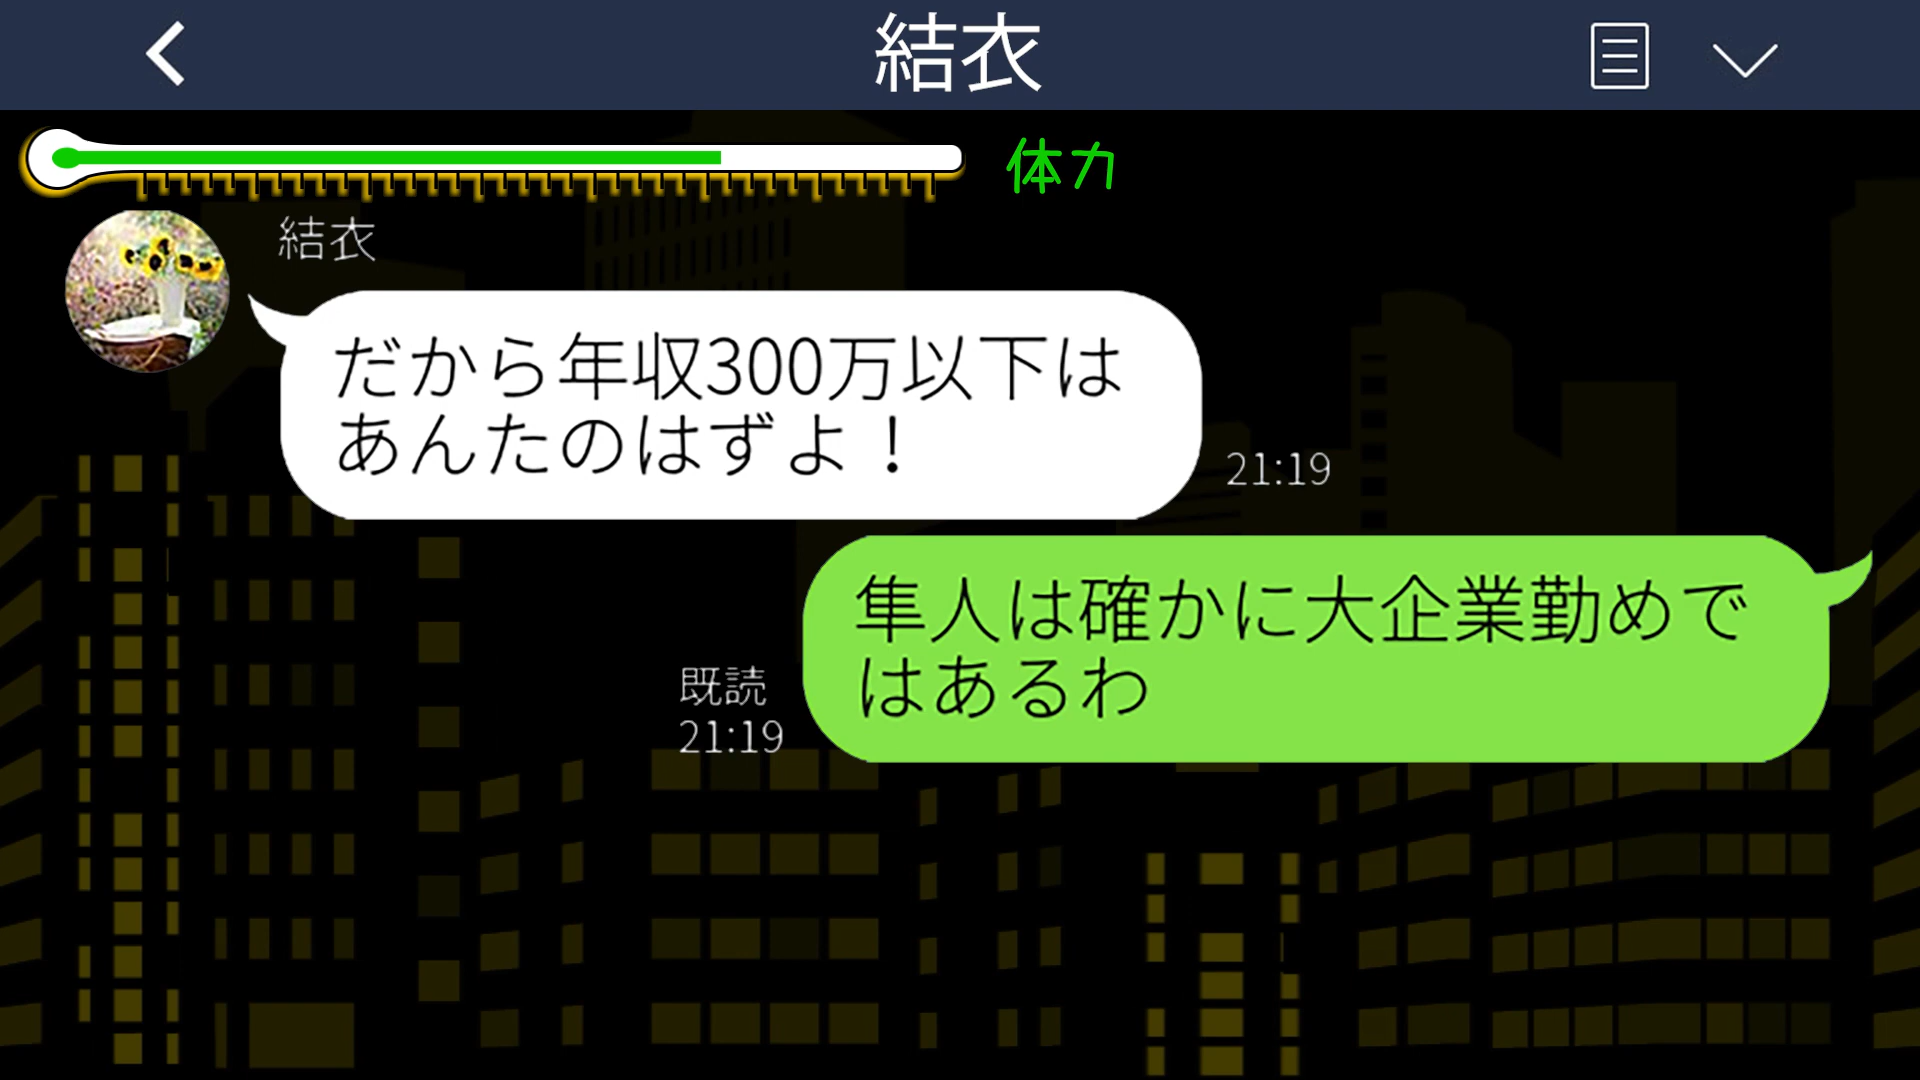 結衣
体力
結衣
だから年収300万以下は
あんたのはずよ！
21:19
隼人は確かに大企業勤めで
はあるわ
既読
21:19